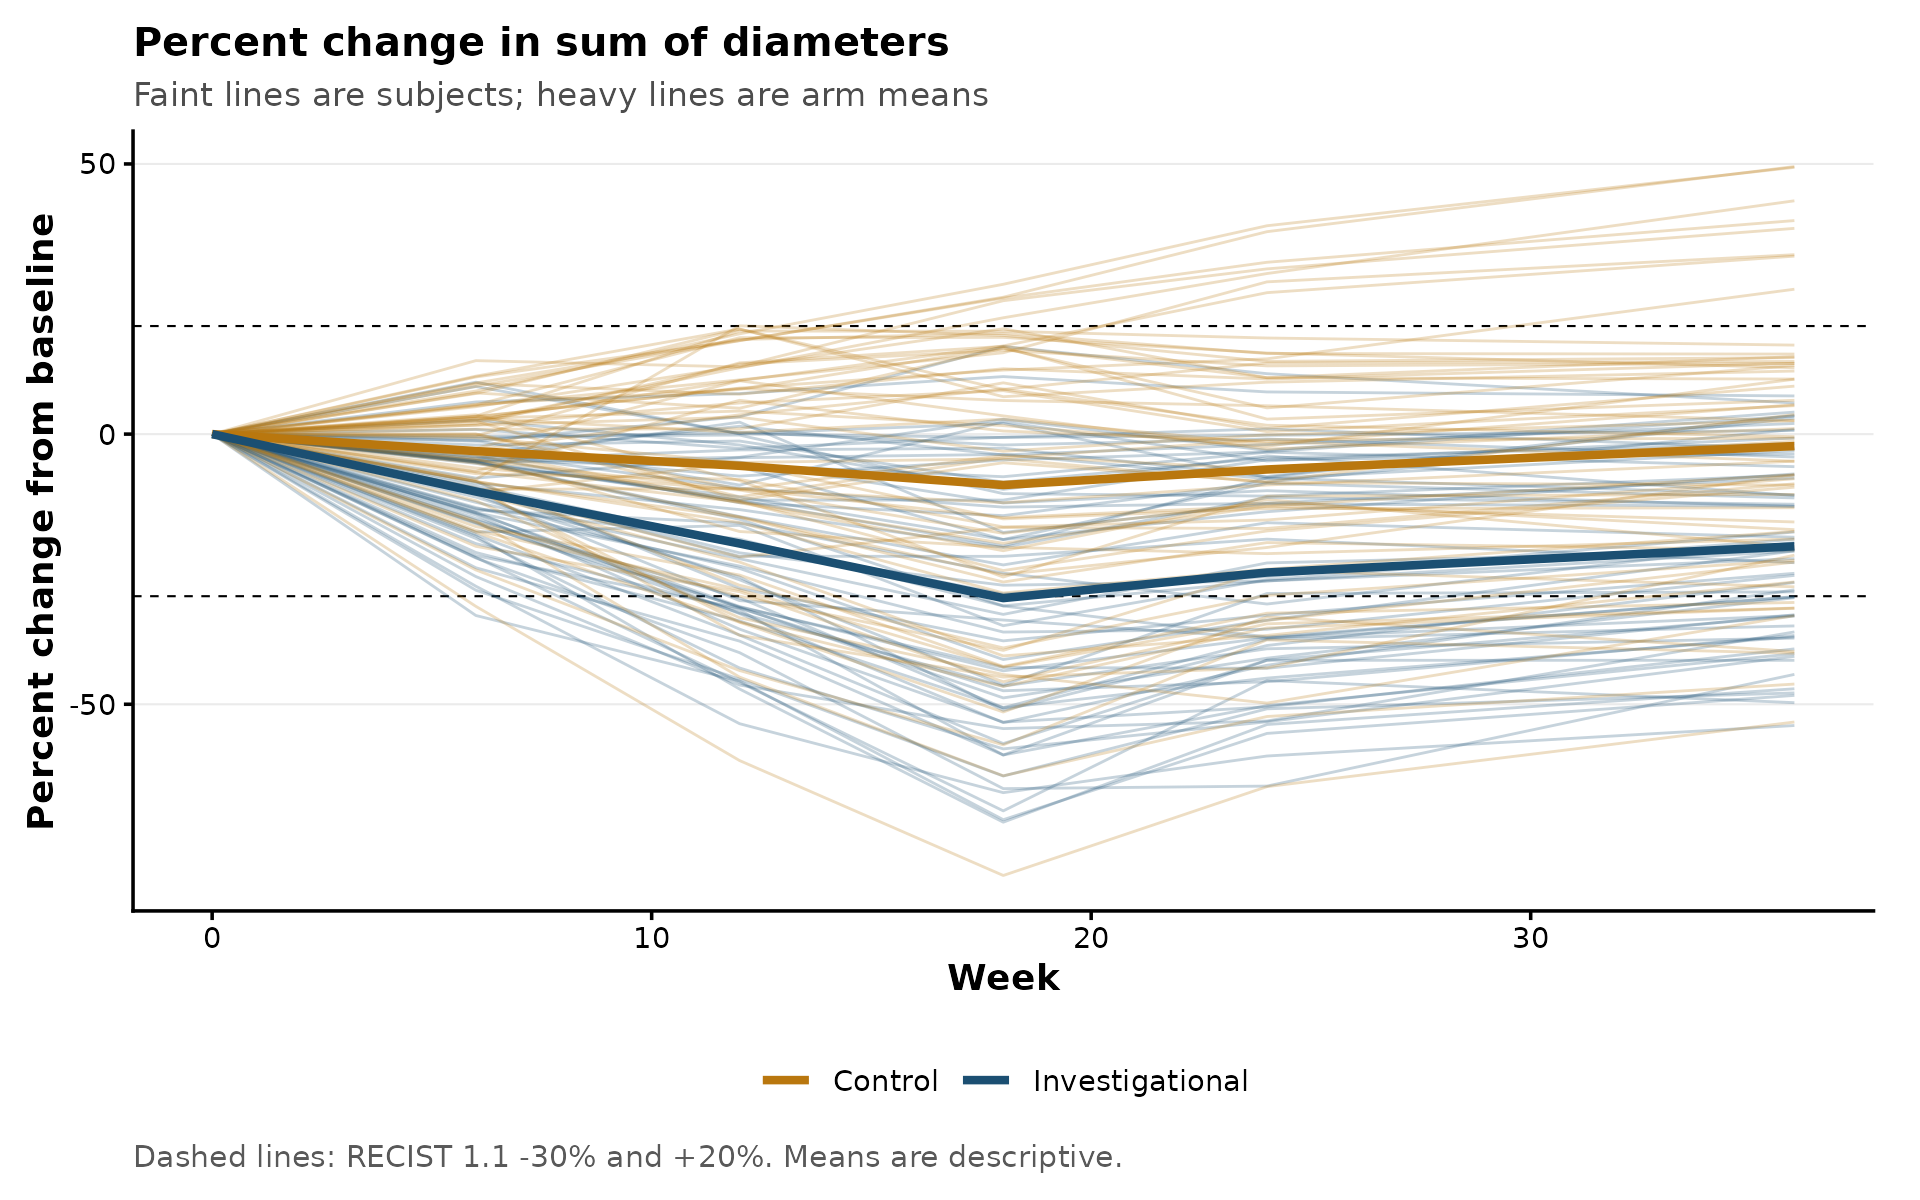 Percent change in sum of diameters
Faint lines are subjects; heavy lines are arm means
Percent change from baseline
50
0
-50
0
10
20
30
Week
Control
Investigational
Dashed lines: RECIST 1.1 -30% and +20%. Means are descriptive.